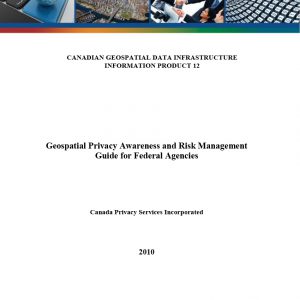 CANADIAN GEOSPATIAL DATA INFRASTRUCTURE
INFORMATION PRODUCT 12
Geospatial Privacy Awareness and Risk Management
Guide for Federal Agencies
Canada Privacy Services Incorporated
2010